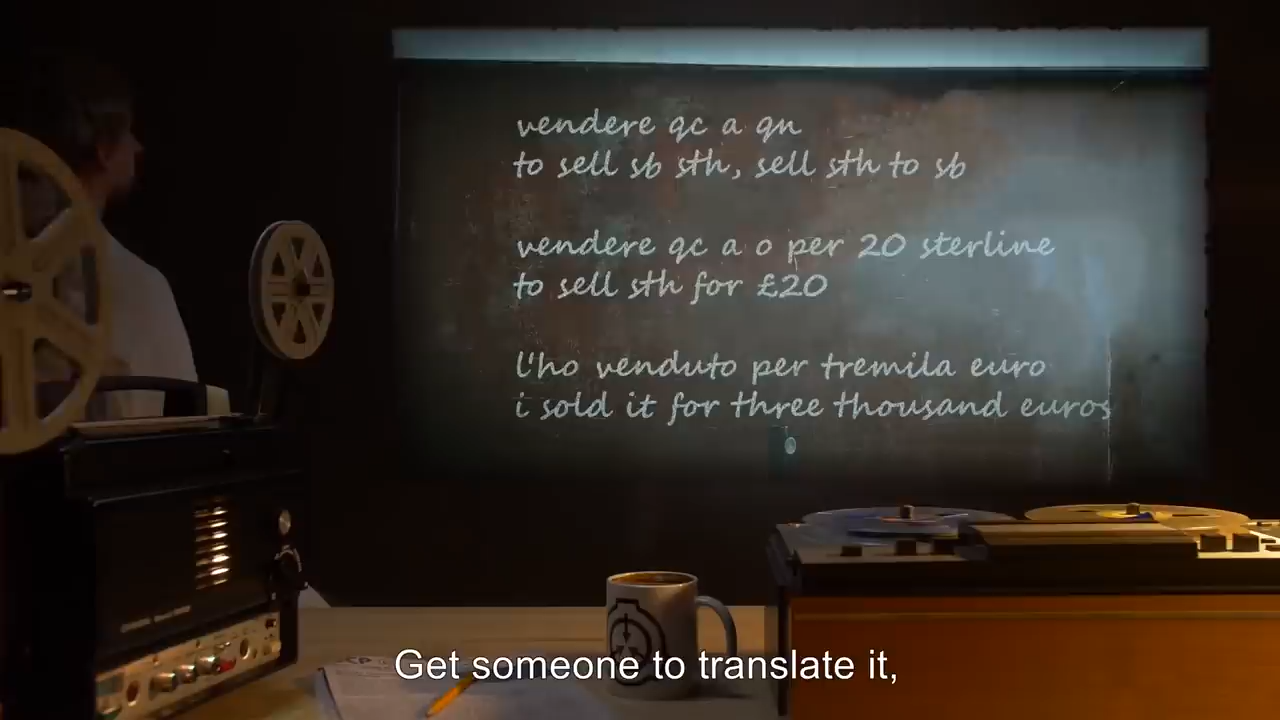 vendere qc a qn
to sell sb sth, sell sth to sb
vendere qc a o per 20 sterline
to sell sth for £20
l'ho venduto per tremila euro
i sold it for three thousand euros
Get someone to translate it,